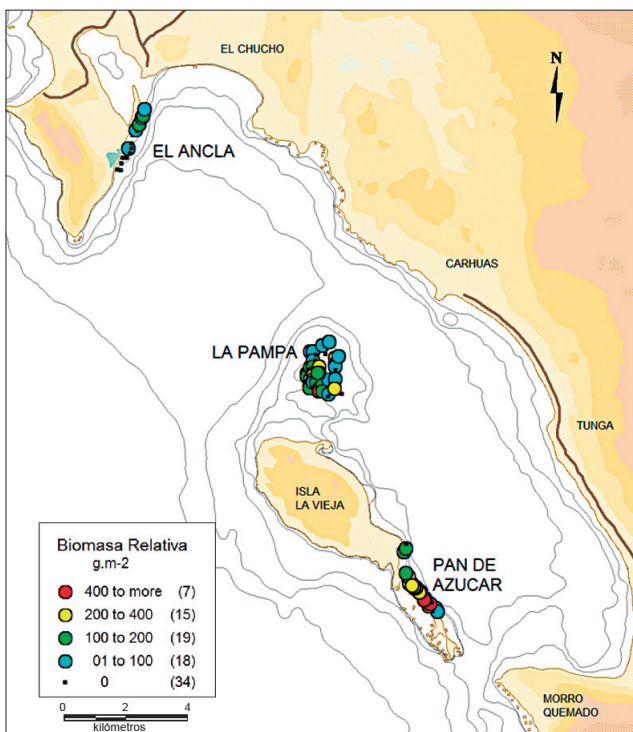 EL CHUCHO
N
EL ANCLA
CARHUAS
LA PAMPA
TUNGA
ISLA
LA VIEJA
PAN DE
AZUCAR
Biomasa Relativa
g.m-2
400 to more (7)
200 to 400 (15)
100 to 200 (19)
01 to 100 (18)
0 (34)
0 2 4
kilómetros
MORRO
QUEMADO